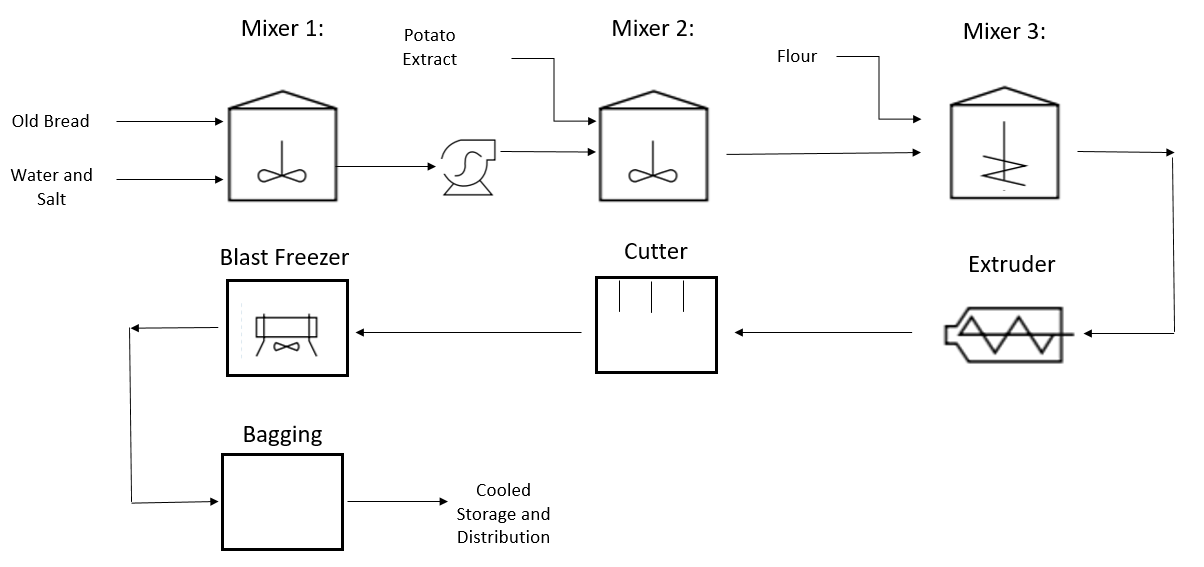 Mixer 1:
Potato
Extract
Mixer 2:
Flour
Mixer 3:
Old Bread
Water and
Salt
Blast Freezer
Cutter
Extruder
Bagging
Cooled
Storage and
Distribution